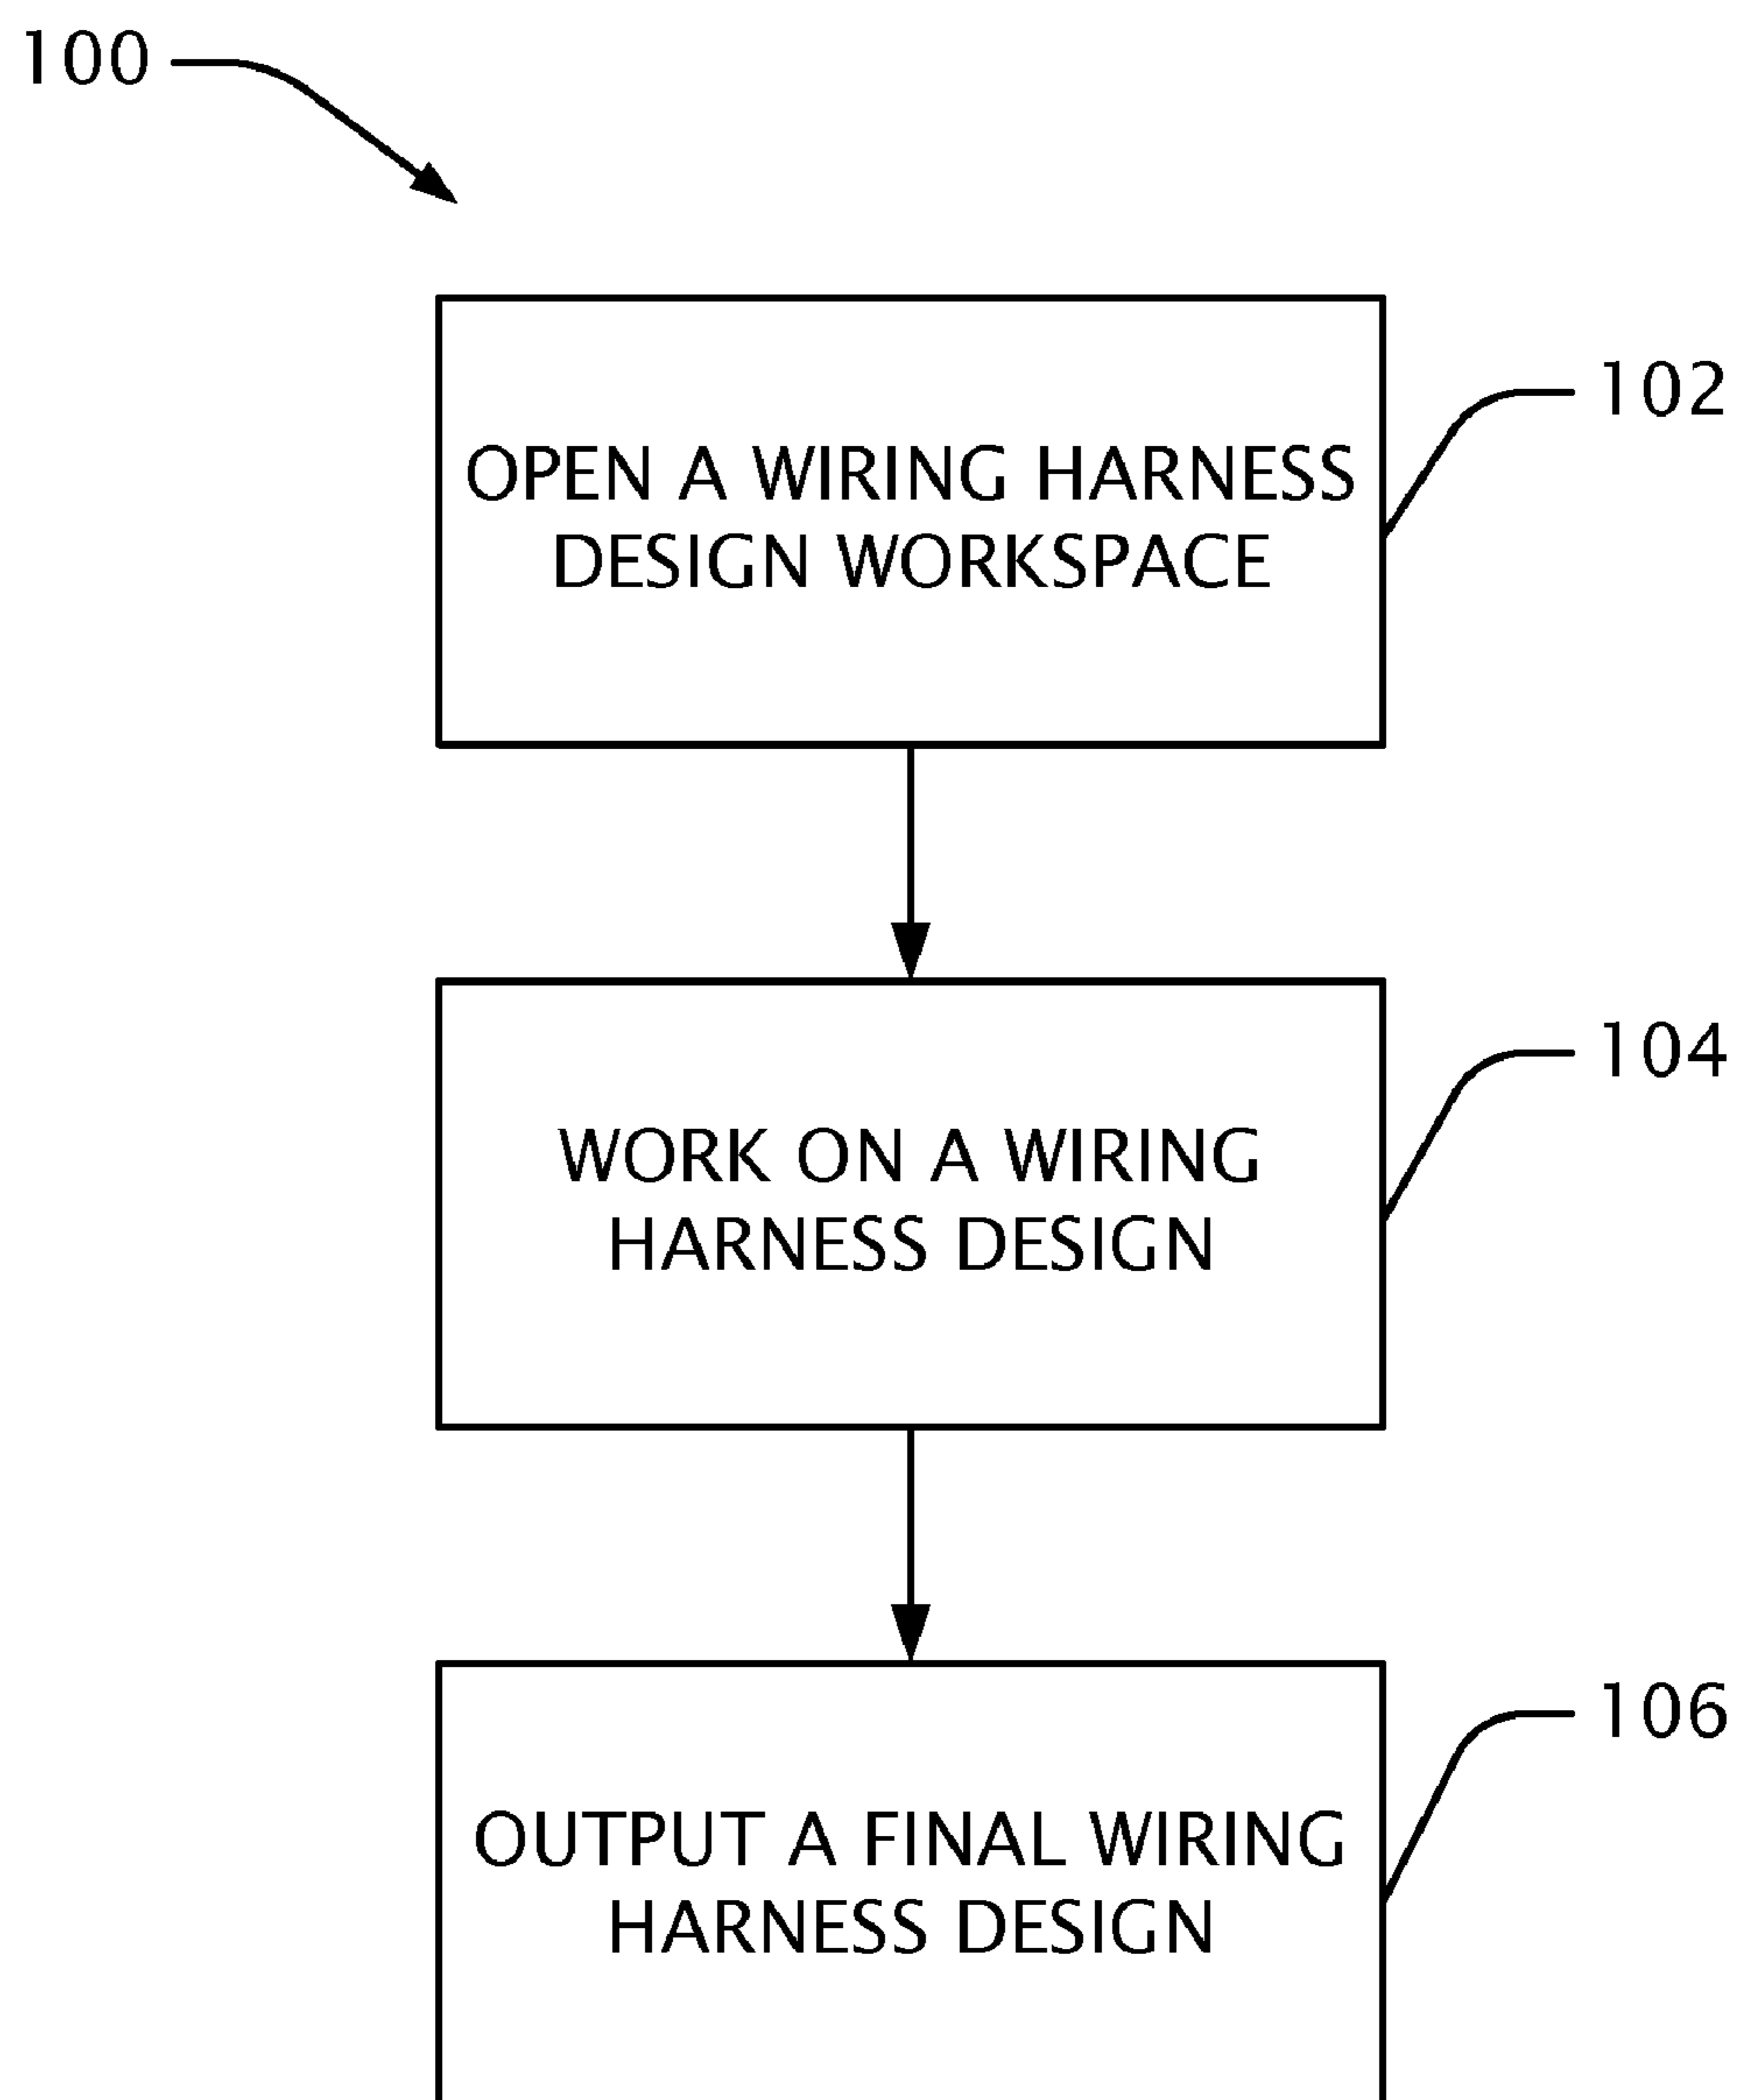 100
102
OPEN A WIRING HARNESS
DESIGN WORKSPACE
104
WORK ON A WIRING
HARNESS DESIGN
106
OUTPUT A FINAL WIRING
HARNESS DESIGN